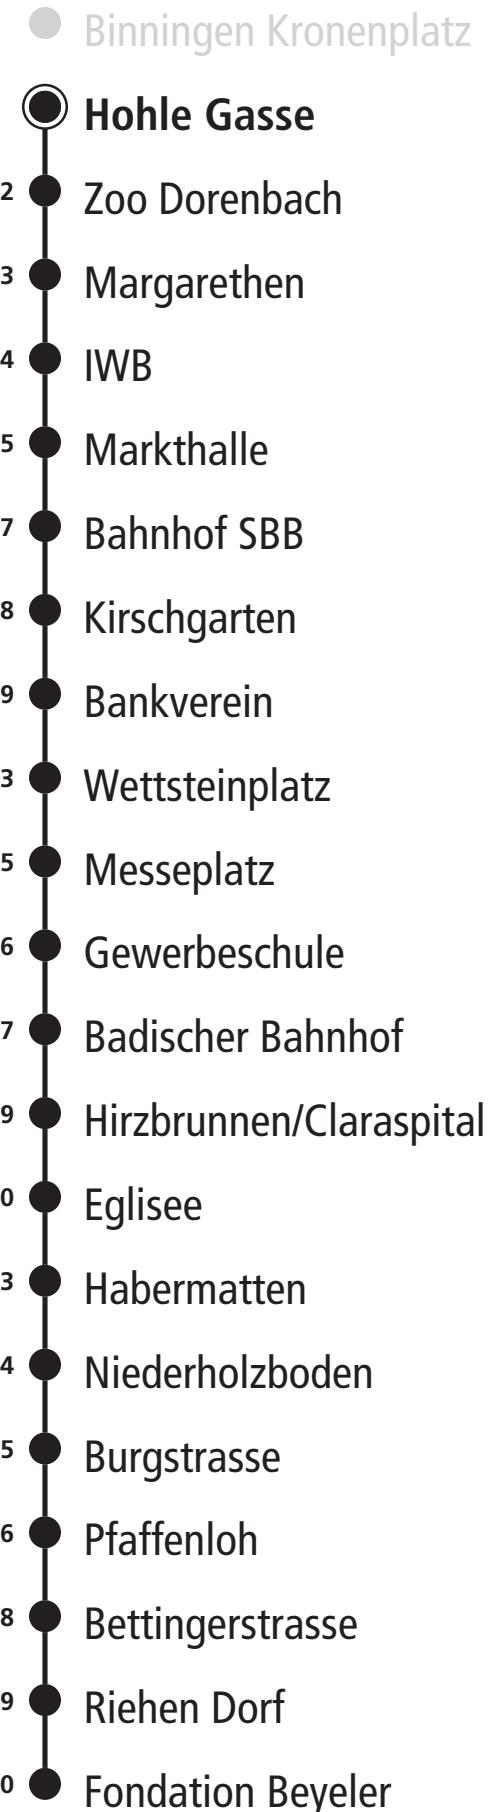 Binningen Kronenplatz
Hohle Gasse
2 Zoo Dorenbach
3 Margarethen
4 IWB
5 Markthalle
7 Bahnhof SBB
8 Kirschgarten
9 Bankverein
3 Wettsteinplatz
5 Messeplatz
6 Gewerbeschule
7 Badischer Bahnhof
9 Hirzbrunnen/Claraspital
0 Eglisee
3 Habermatten
4 Niederholzboden
5 Burgstrasse
6 Pfaffenloh
8 Bettingerstrasse
9 Riehen Dorf
0 Fondation Beyeler